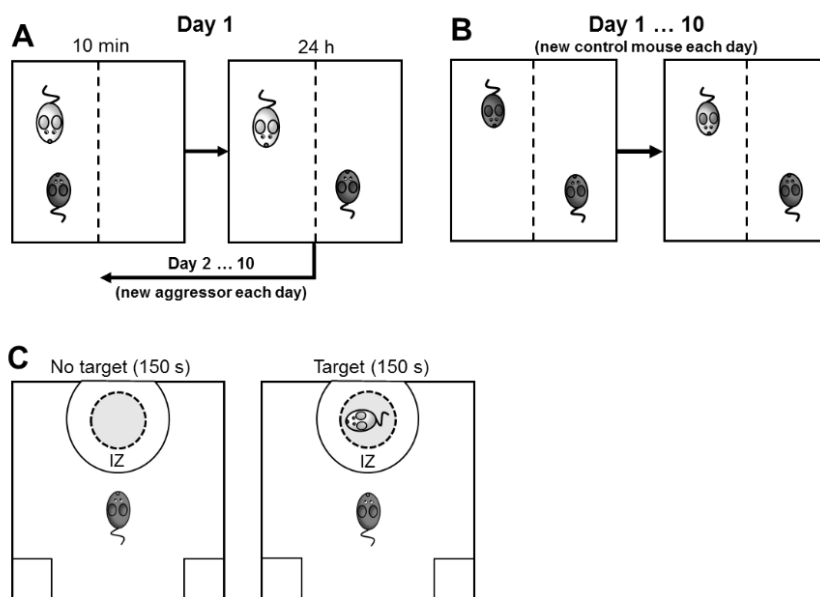 A
Day 1
10 min
24 h
Day 2 ... 10
(new aggressor each day)
B
Day 1 ... 10
(new control mouse each day)
C
No target (150 s)
Target (150 s)
IZ
IZ